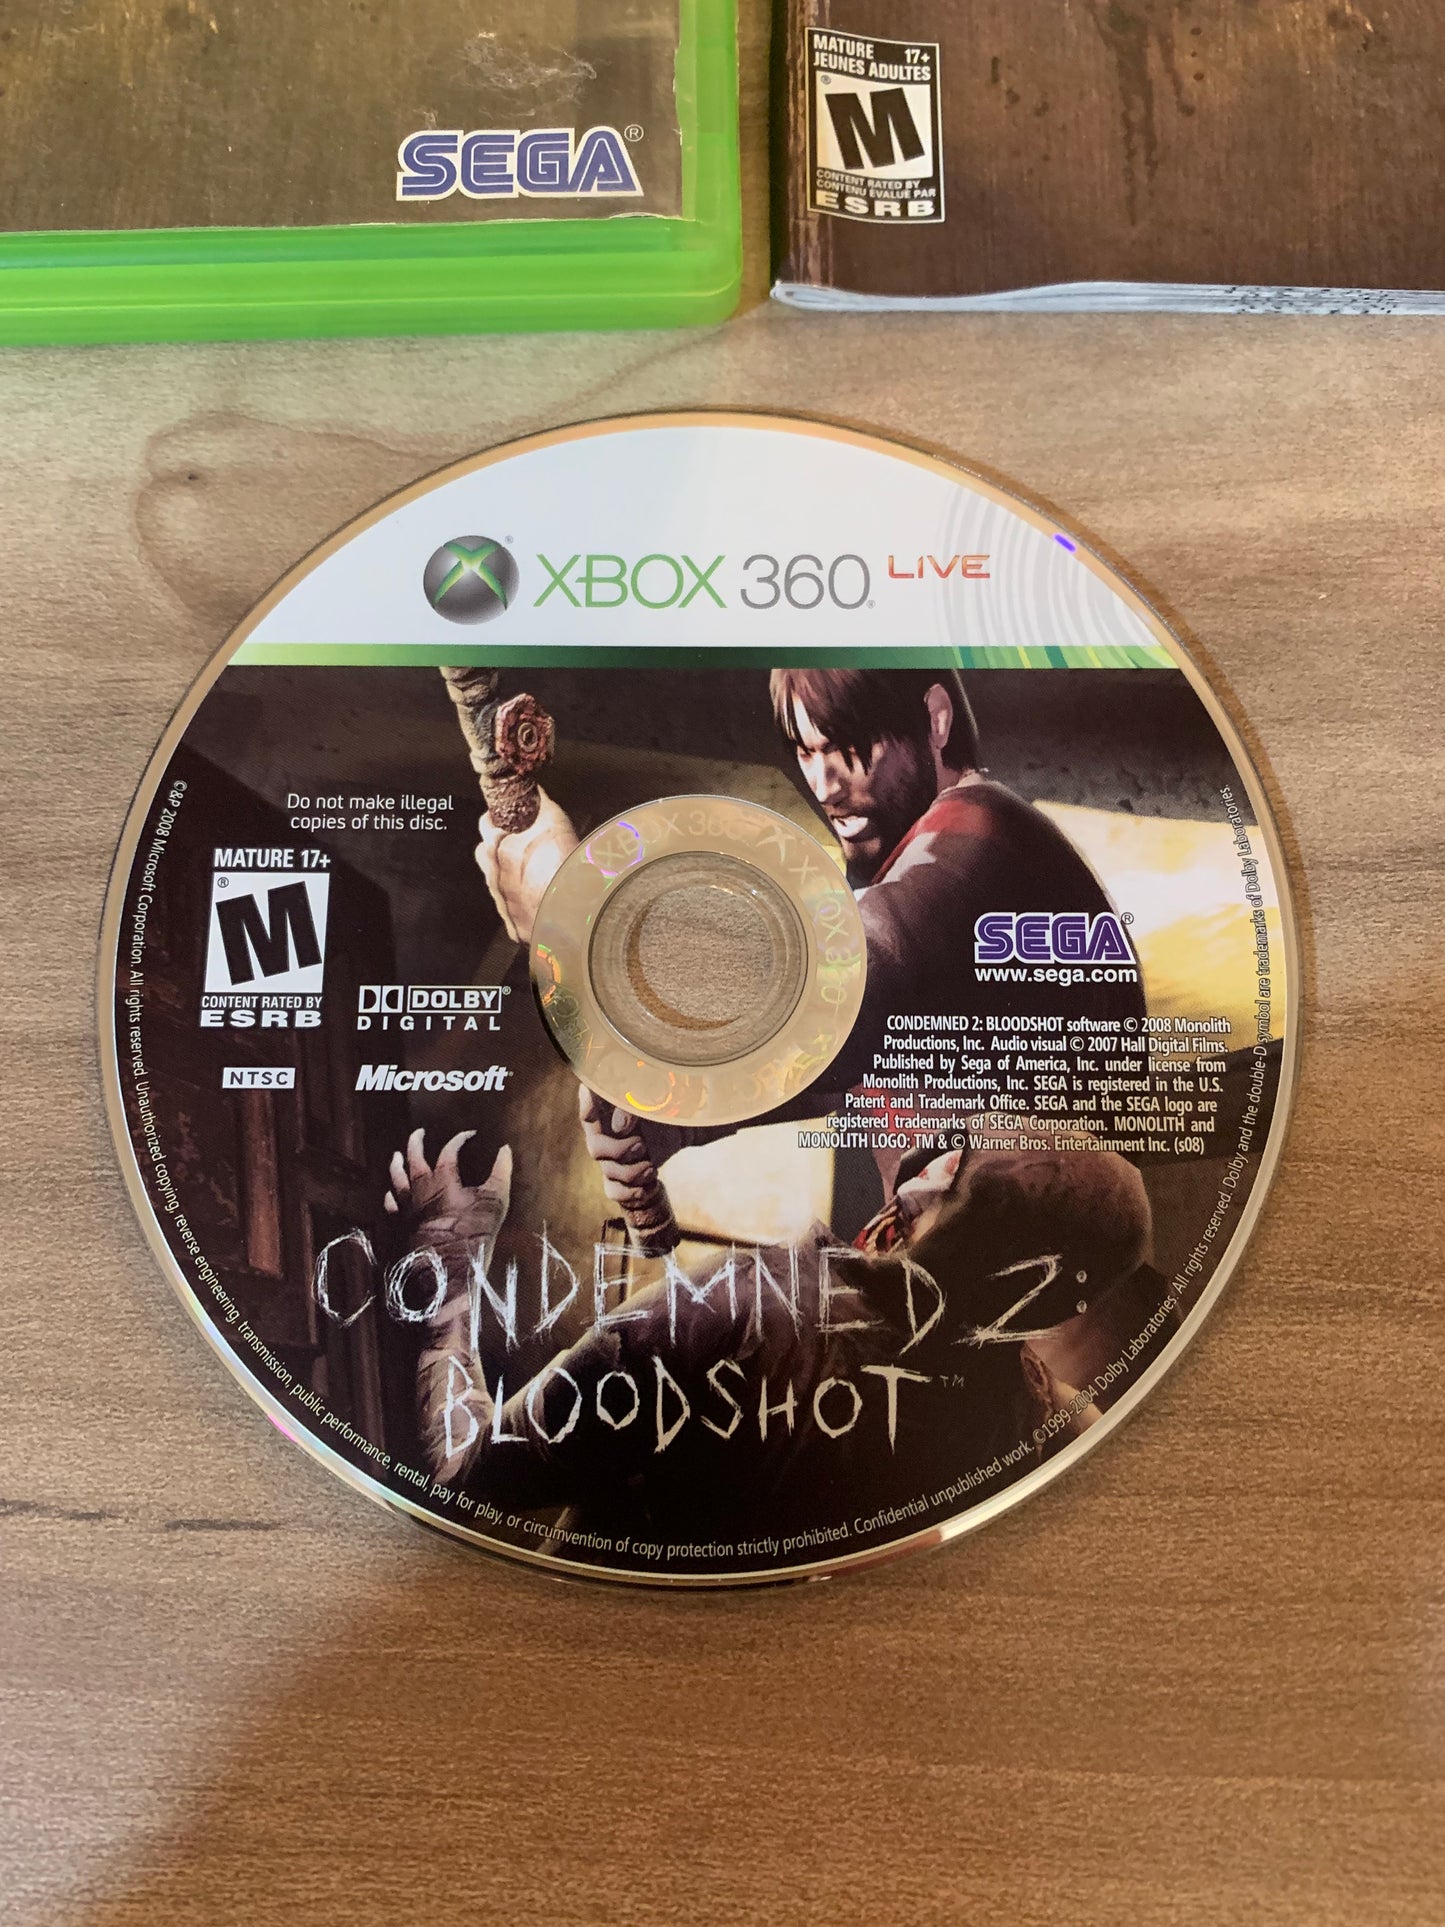 SEGA®
MATURE 17+
JEUNES ADULTES
M
®
CONTENT RATED BY
CONTENU ÉVALUÉ PAR
ESRB
XBOX 360® LIVE
Do not make illegal
copies of this disc.
MATURE 17+
®
M
CONTENT RATED BY
ESRB
DOLBY®
DIGITAL
NTSC
Microsoft®
SEGA®
www.sega.com
CONDEMNED 2: BLOODSHOT software © 2008 Monolith
Productions, Inc. Audio visual © 2007 Hall Digital Films.
Published by Sega of America, Inc. under license from
Monolith Productions, Inc. SEGA is registered in the U.S.
Patent and Trademark Office. SEGA and the SEGA logo are
registered trademarks of SEGA Corporation. MONOLITH and
MONOLITH LOGO: TM & © Warner Bros. Entertainment Inc. (s08)
CONDEMNED 2:
BLOODSHOT™
©&℗ 2008 Microsoft Corporation. All rights reserved. Unauthorized copying, reverse engineering, transmission, public performance, rental, pay for play, or circumvention of copy protection strictly prohibited. Confidential unpublished work. ©1999-2004 Dolby Laboratories. All rights reserved. Dolby and the double-D symbol are trademarks of Dolby Laboratories.